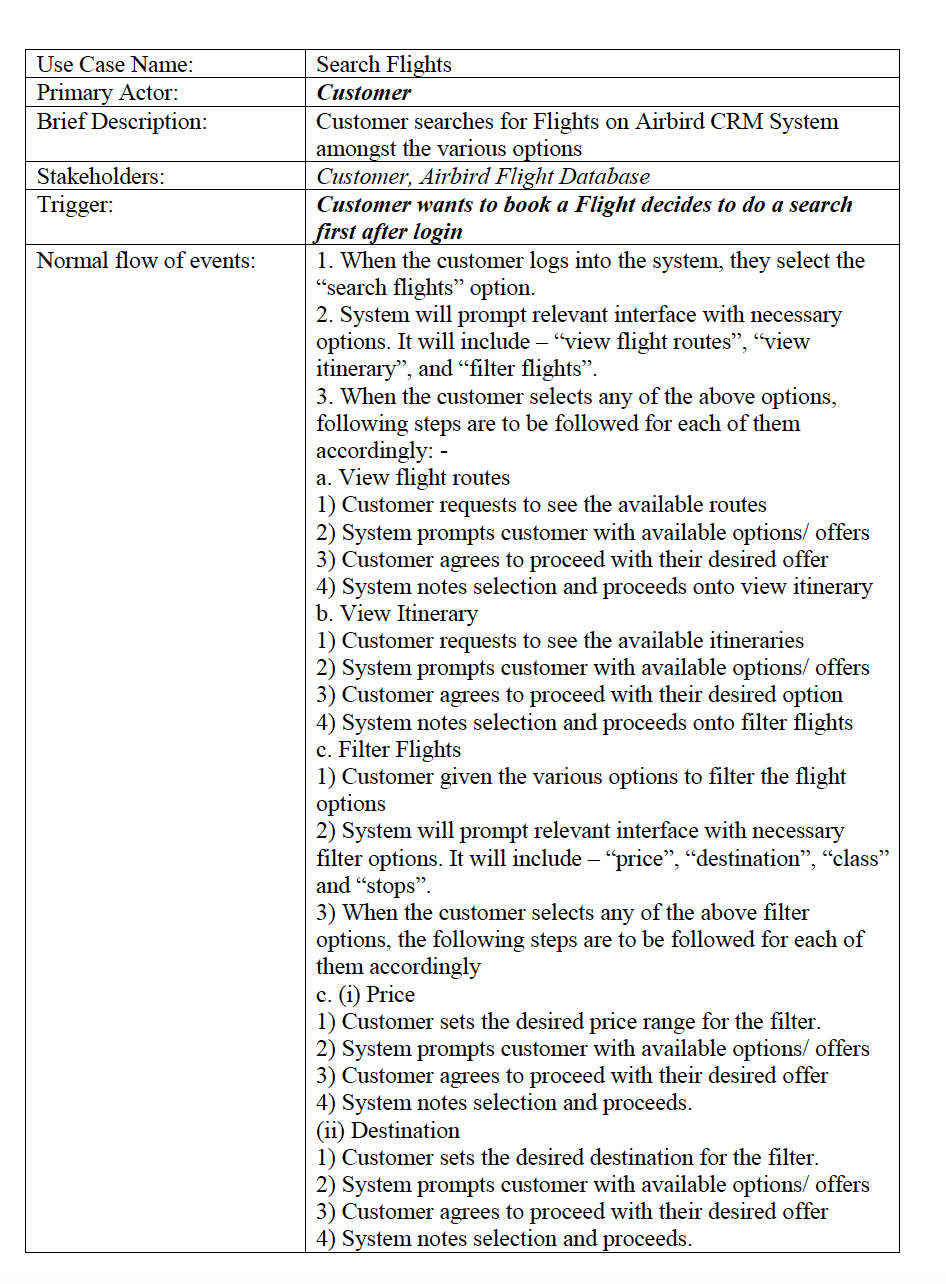 Use Case Name: Search Flights
Primary Actor: Customer
Brief Description: Customer searches for Flights on Airbird CRM System
amongst the various options
Stakeholders: Customer, Airbird Flight Database
Trigger: Customer wants to book a Flight decides to do a search
first after login
Normal flow of events: 1. When the customer logs into the system, they select the
“search flights” option.
2. System will prompt relevant interface with necessary
options. It will include – “view flight routes”, “view
itinerary”, and “filter flights”.
3. When the customer selects any of the above options,
following steps are to be followed for each of them
accordingly: -
a. View flight routes
1) Customer requests to see the available routes
2) System prompts customer with available options/ offers
3) Customer agrees to proceed with their desired offer
4) System notes selection and proceeds onto view itinerary
b. View Itinerary
1) Customer requests to see the available itineraries
2) System prompts customer with available options/ offers
3) Customer agrees to proceed with their desired option
4) System notes selection and proceeds onto filter flights
c. Filter Flights
1) Customer given the various options to filter the flight
options
2) System will prompt relevant interface with necessary
filter options. It will include – “price”, “destination”, “class”
and “stops”.
3) When the customer selects any of the above filter
options, the following steps are to be followed for each of
them accordingly
c. (i) Price
1) Customer sets the desired price range for the filter.
2) System prompts customer with available options/ offers
3) Customer agrees to proceed with their desired offer
4) System notes selection and proceeds.
(ii) Destination
1) Customer sets the desired destination for the filter.
2) System prompts customer with available options/ offers
3) Customer agrees to proceed with their desired offer
4) System notes selection and proceeds.